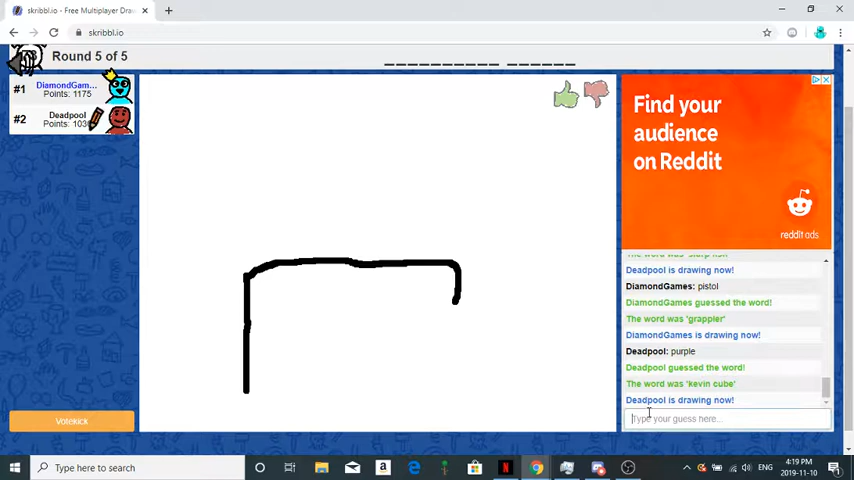 skribbl.io - Free Multiplayer Dra
skribbl.io
Round 5 of 5
__________ ______
#1
DiamondGam...
Points: 1175
#2
Deadpool
Votekick
Find your
audience
on Reddit
reddit ads
Deadpool is drawing now!
DiamondGames: pistol
DiamondGames guessed the word!
The word was 'grappler'
DiamondGames is drawing now!
Deadpool: purple
Deadpool guessed the word!
The word was 'kevin cube'
Deadpool is drawing now!
Type your guess here...
Type here to search
ENG
4:19 PM
2019-11-10